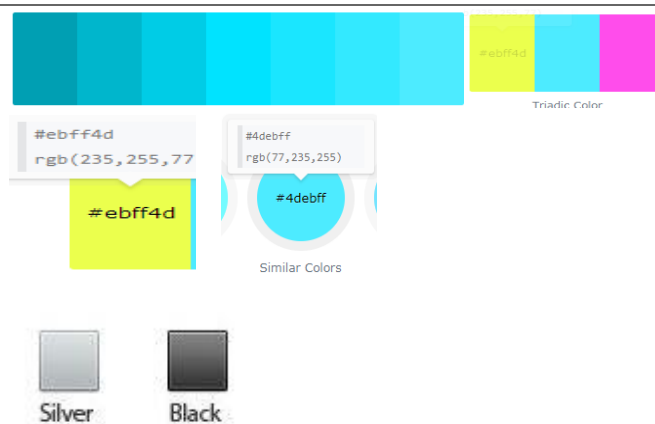 #ebff4d
Triadic Color
#ebff4d
rgb(235,255,77
#ebff4d
#4debff
rgb(77,235,255)
#4debff
Similar Colors
Silver
Black